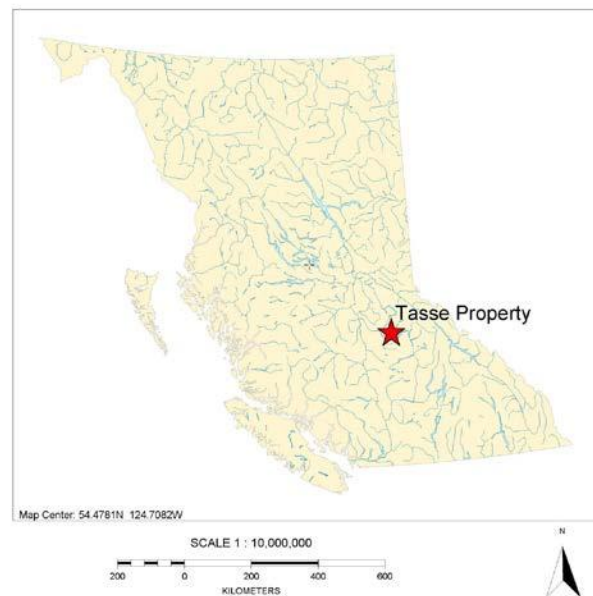 Tasse Property
Map Center: 54.4781N 124.7082W
SCALE 1 : 10,000,000
200 0 200 400 600
KILOMETERS
N